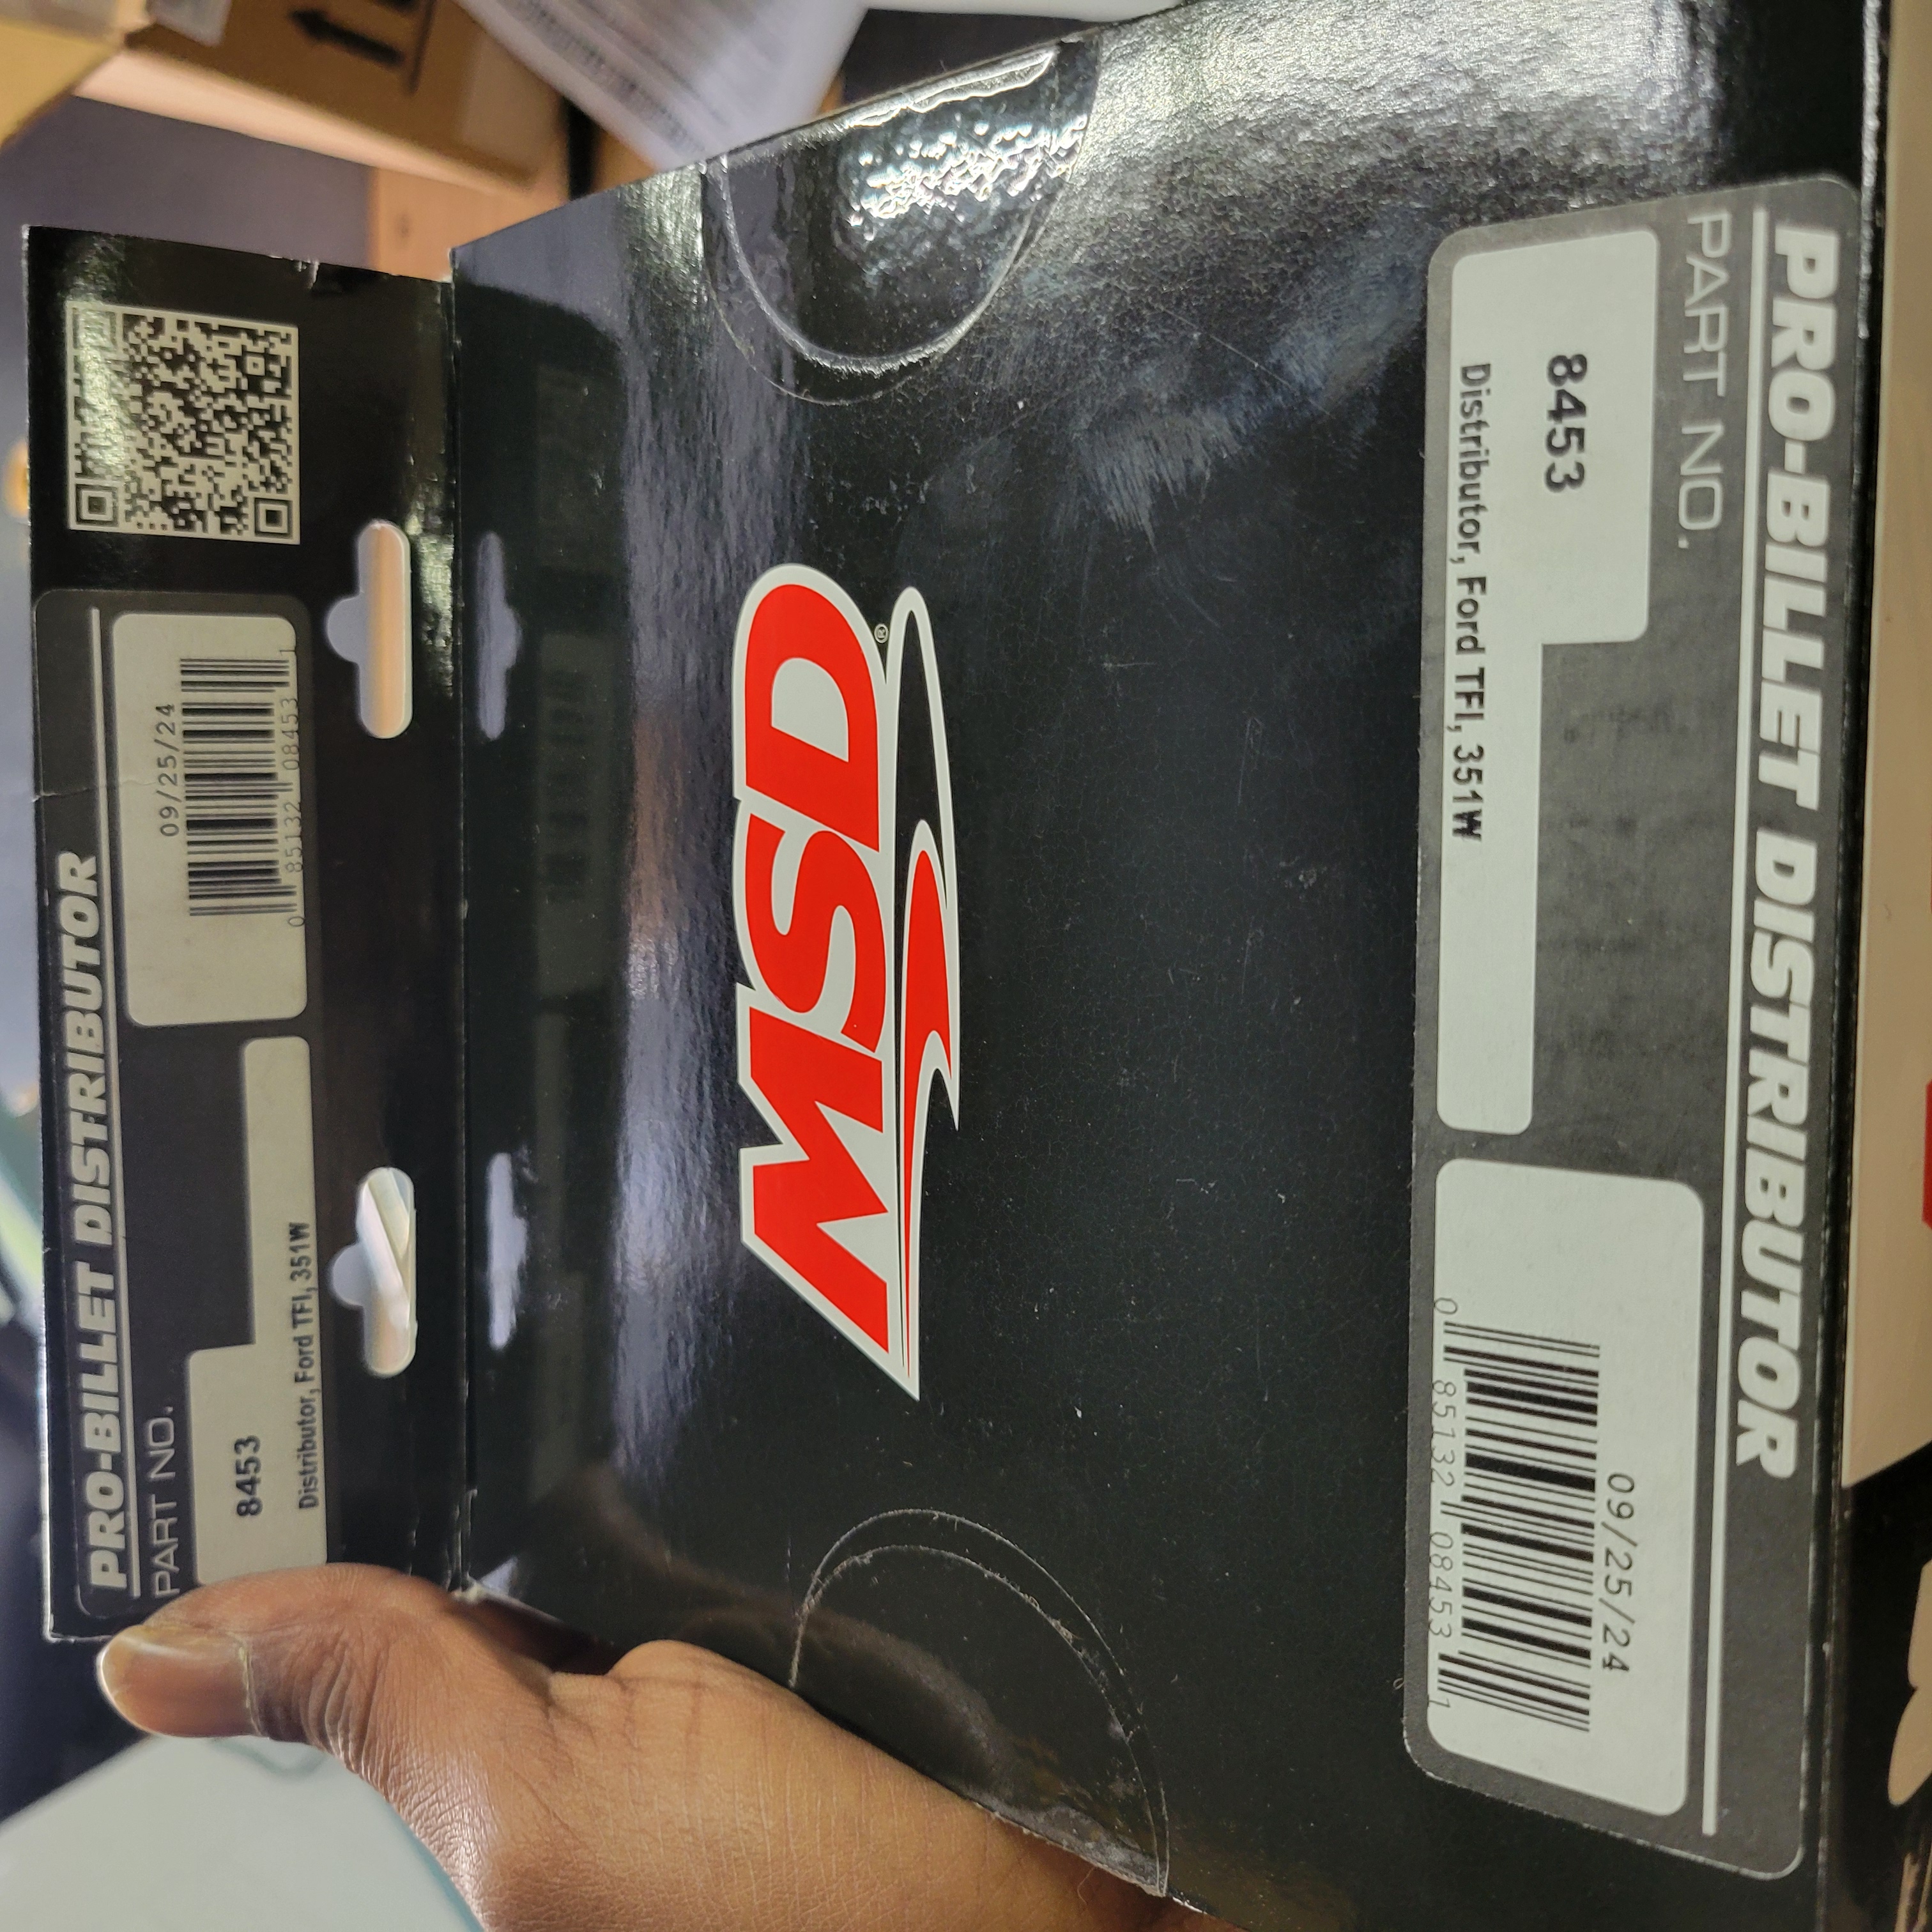 PRO-BILLET DISTRIBUTOR
PART NO.
8453
Distributor, Ford TFI, 351W
09/25/24
0 85132 08453 1
MSD®
PRO-BILLET DISTRIBUTOR
PART NO.
8453
Distributor, Ford TFI, 351W
09/25/24
0 85132 08453 1